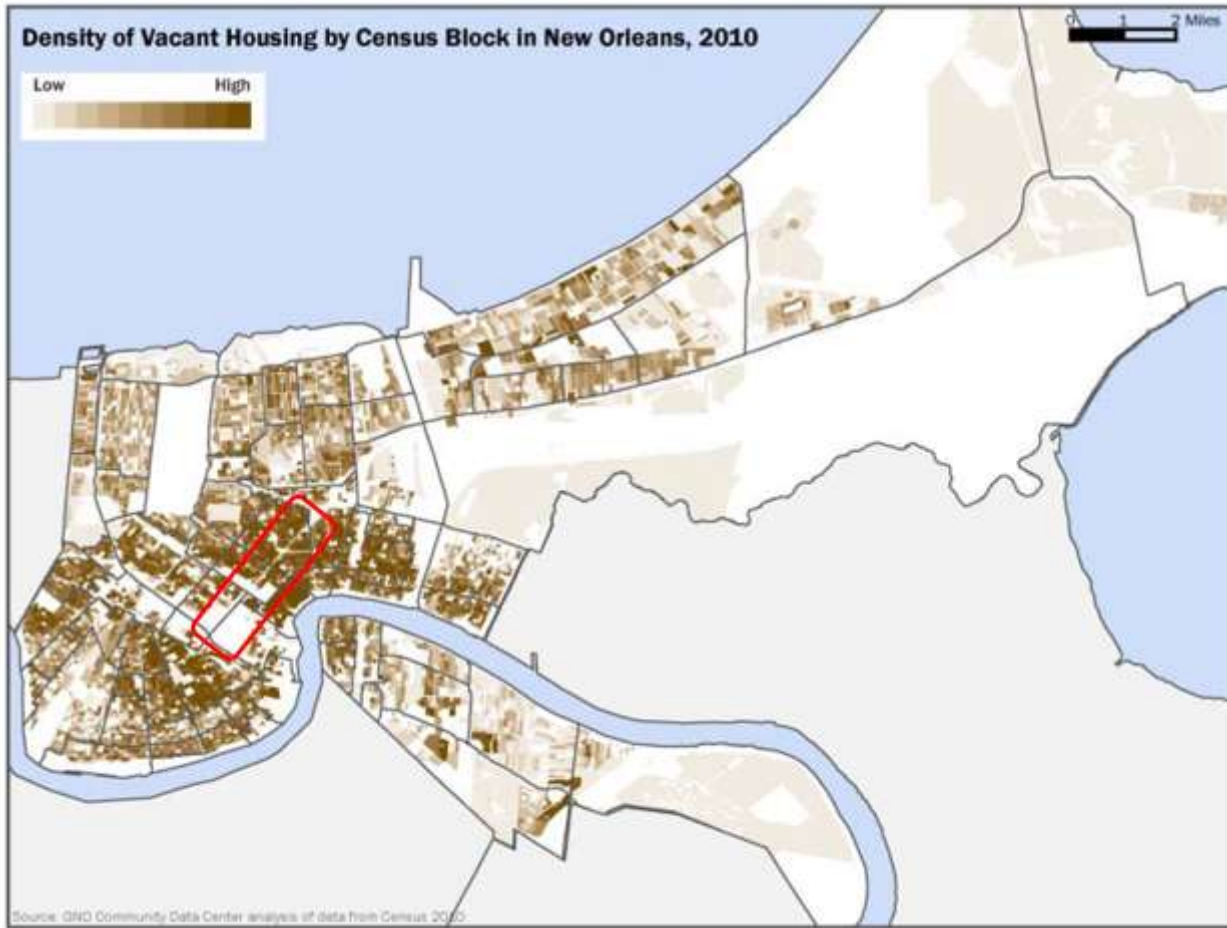 Density of Vacant Housing by Census Block in New Orleans, 2010
0 1 2 Miles
Low High
Source: GNO Community Data Center analysis of data from Census 2010